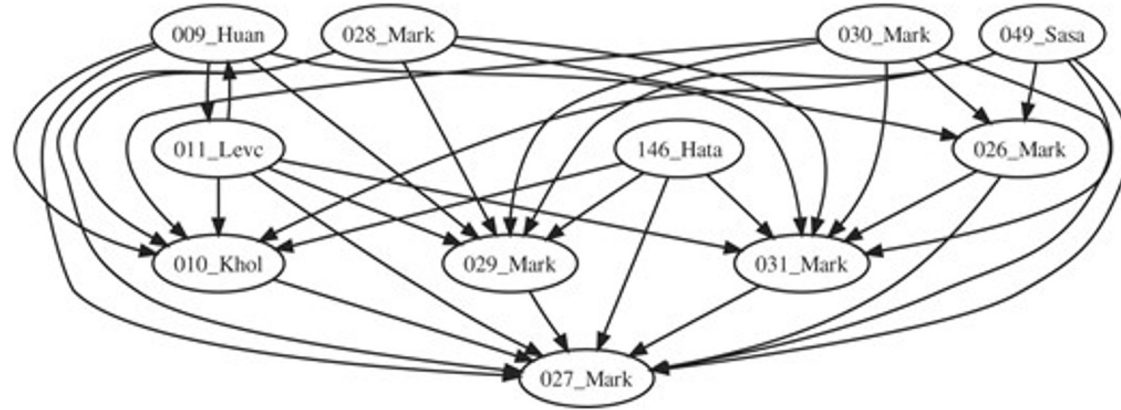 009_Huan 028_Mark 030_Mark 049_Sasa
011_Levc 146_Hata 026_Mark
010_Khol 029_Mark 031_Mark
027_Mark